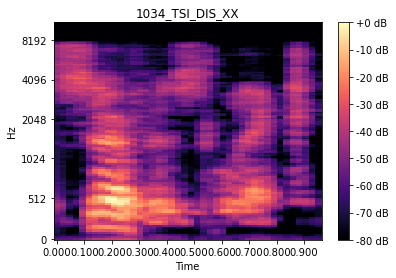 1034_TSI_DIS_XX
+0 dB
8192
-10 dB
4096
-20 dB
-30 dB
2048
Hz
-40 dB
1024
-50 dB
512
-60 dB
-70 dB
0
-80 dB
0.0000.1000.2000.3000.4000.5000.6000.7000.8000.900
Time